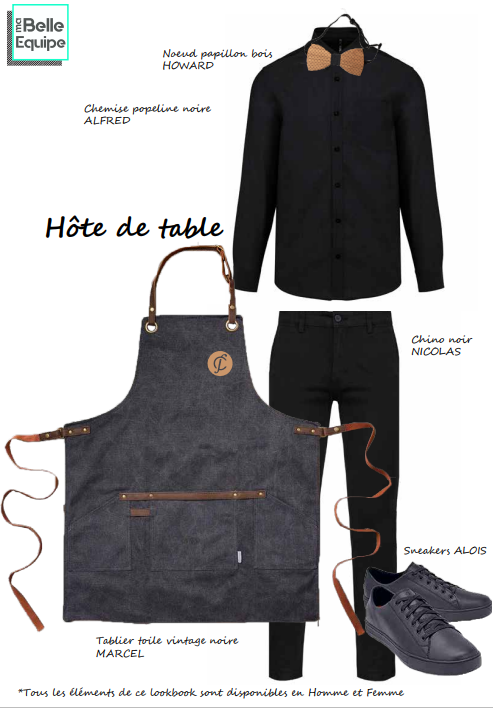 ma
Belle
Equipe
Noeud papillon bois
HOWARD
Chemise popeline noire
ALFRED
Hôte de table
Chino noir
NICOLAS
Sneakers ALOIS
Tablier toile vintage noire
MARCEL
*Tous les éléments de ce lookbook sont disponibles en Homme et Femme